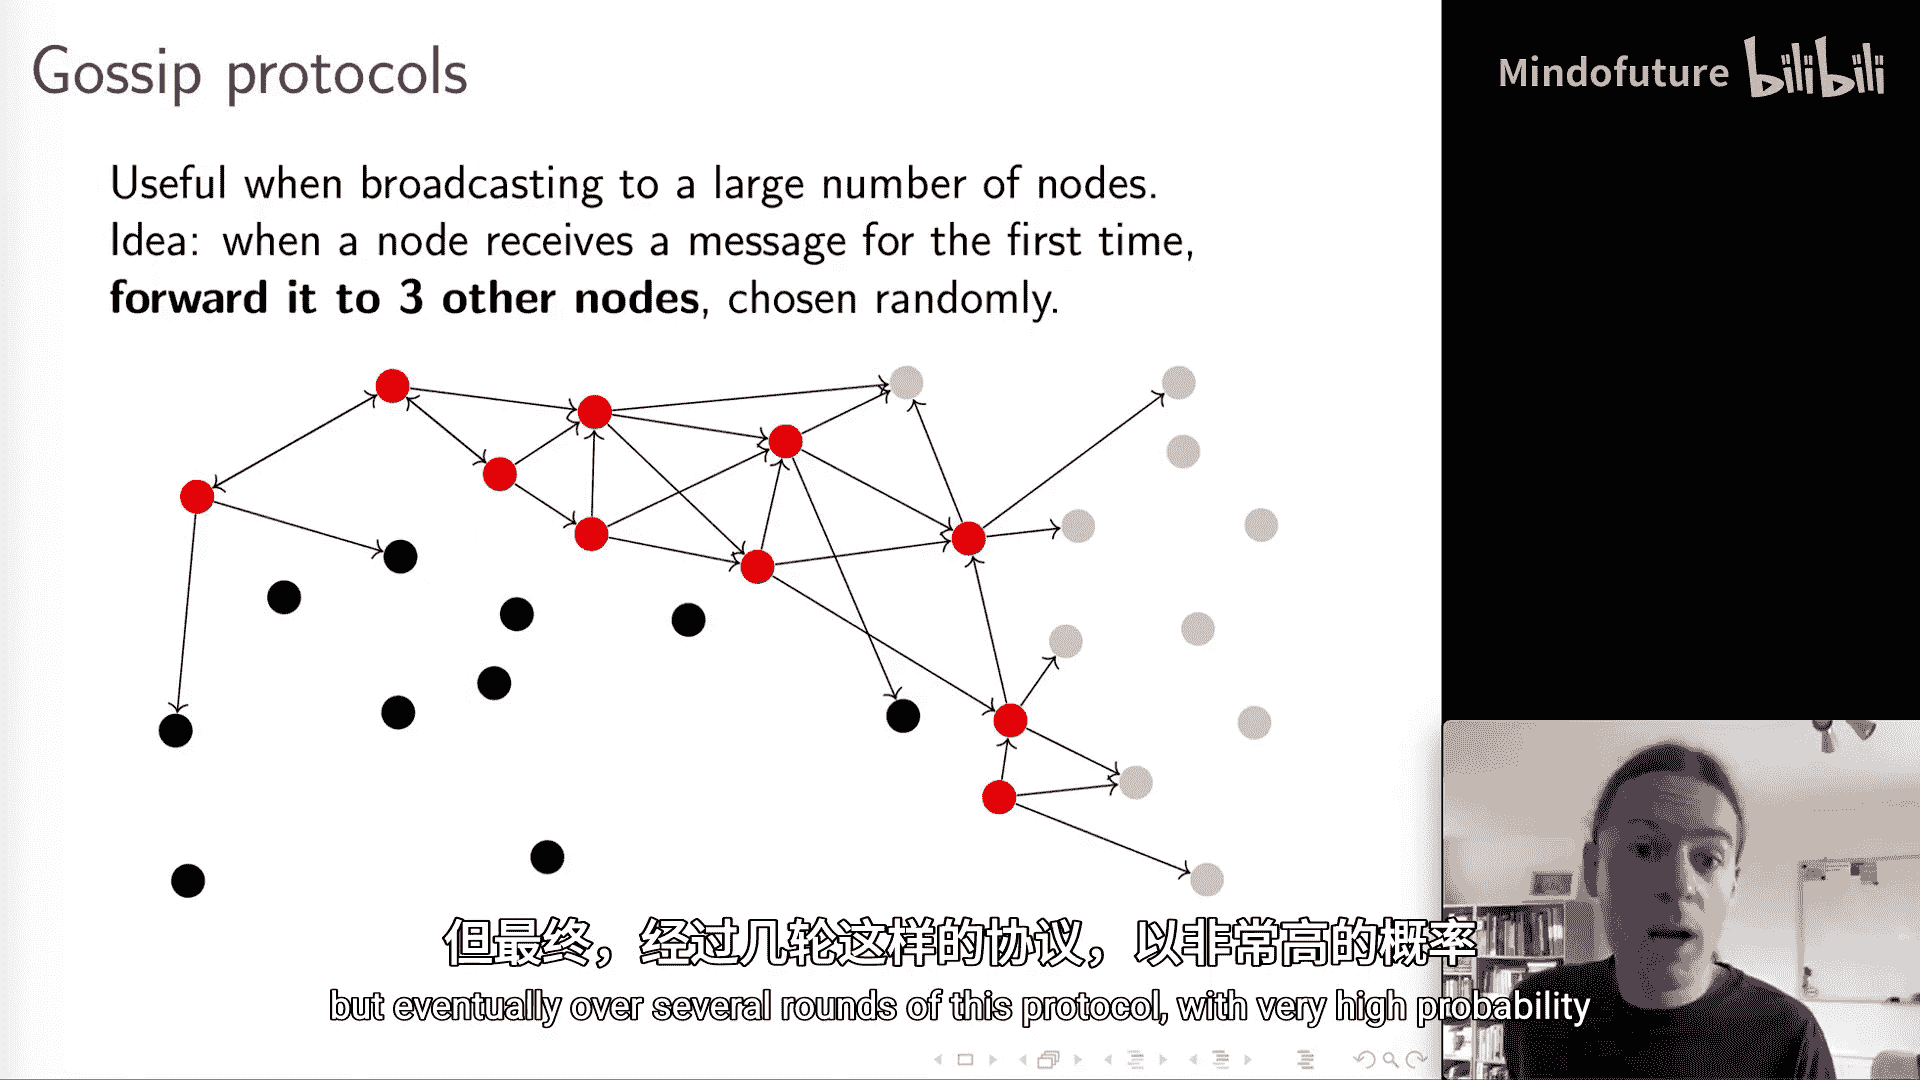 Gossip protocols
Mindofuture bilibili
Useful when broadcasting to a large number of nodes.
Idea: when a node receives a message for the first time,
forward it to 3 other nodes, chosen randomly.
但最终，经过几轮这样的协议，以非常高的概率
but eventually over several rounds of this protocol, with very high probability